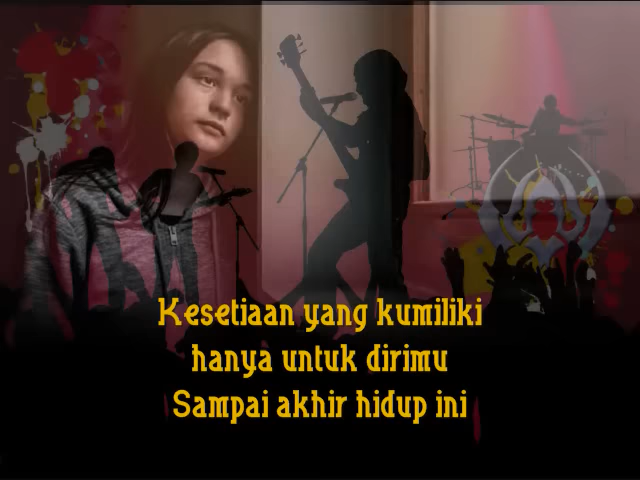 Kesetiaan yang kumiliki
hanya untuk dirimu
Sampai akhir hidup ini